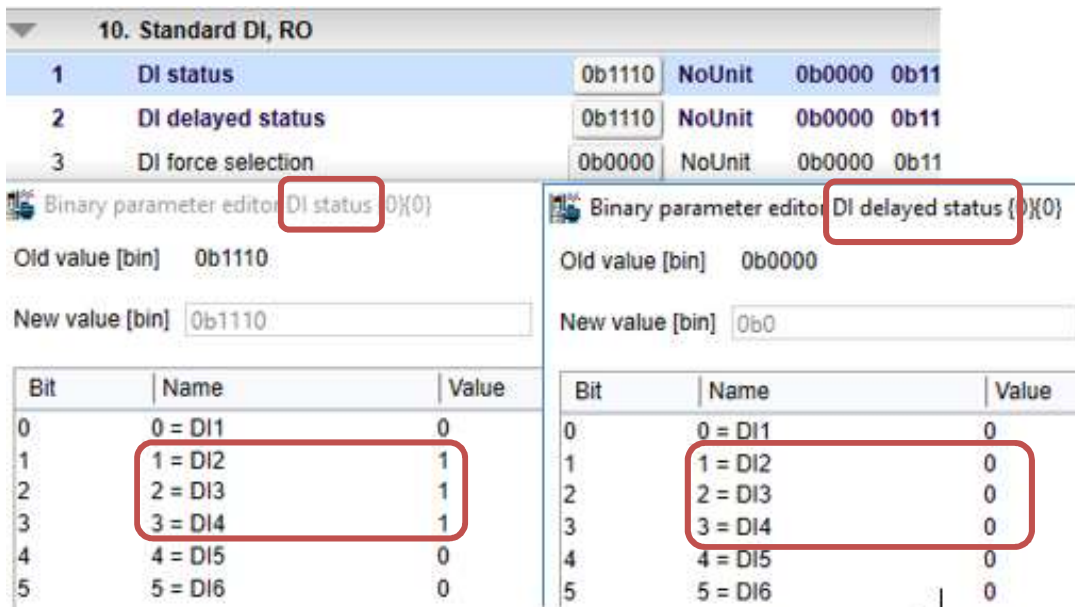 10. Standard DI, RO
1 DI status 0b1110 NoUnit 0b0000 0b11
2 DI delayed status 0b1110 NoUnit 0b0000 0b11
3 DI force selection 0b0000 NoUnit 0b0000 0b11
Binary parameter editor DI status {0}{0}
Old value [bin] 0b1110
New value [bin] 0b1110
Bit Name Value
0 0 = DI1 0
1 1 = DI2 1
2 2 = DI3 1
3 3 = DI4 1
4 4 = DI5 0
5 5 = DI6 0
Binary parameter editor DI delayed status {0}{0}
Old value [bin] 0b0000
New value [bin] 0b0
Bit Name Value
0 0 = DI1 0
1 1 = DI2 0
2 2 = DI3 0
3 3 = DI4 0
4 4 = DI5 0
5 5 = DI6 0